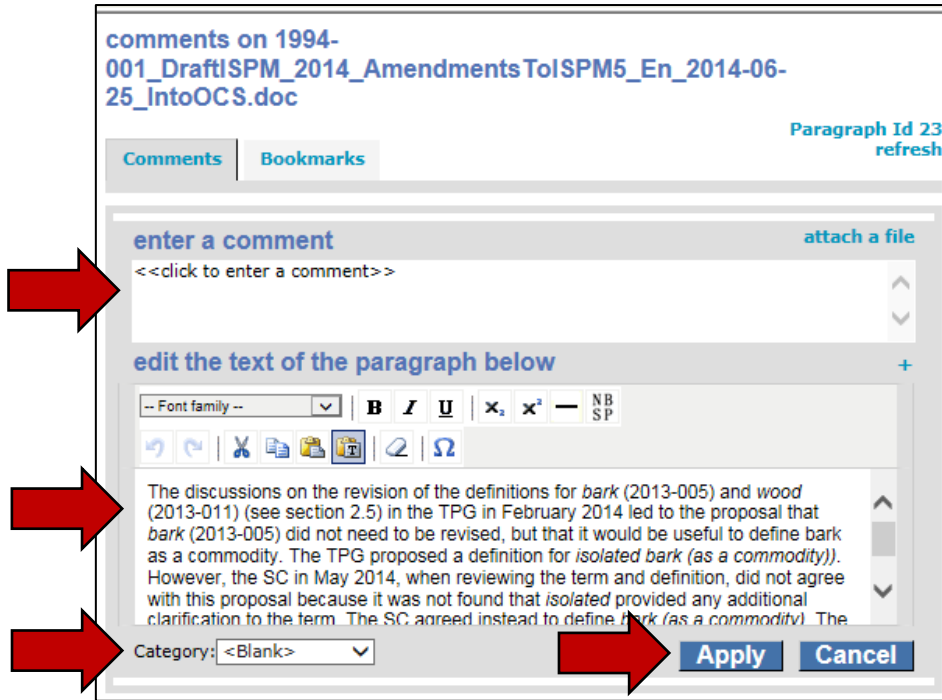 comments on 1994-
001_DraftISPM_2014_AmendmentsToISPM5_En_2014-06-
25_IntoOCS.doc
Paragraph Id 23
refresh
Comments Bookmarks
enter a comment attach a file
<<click to enter a comment>>
edit the text of the paragraph below +
-- Font family -- B I U x₂ x² — NB SP
Ω
The discussions on the revision of the definitions for bark (2013-005) and wood
(2013-011) (see section 2.5) in the TPG in February 2014 led to the proposal that
bark (2013-005) did not need to be revised, but that it would be useful to define bark
as a commodity. The TPG proposed a definition for isolated bark (as a commodity)).
However, the SC in May 2014, when reviewing the term and definition, did not agree
with this proposal because it was not found that isolated provided any additional
clarification to the term. The SC agreed instead to define bark (as a commodity). The
Category: <Blank> Apply Cancel